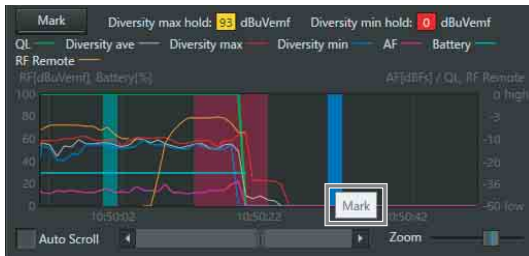 Mark Diversity max hold: 93 dBuVemf Diversity min hold: 0 dBuVemf
QL Diversity ave Diversity max Diversity min AF Battery
RF Remote
RF[dBuVemf], Battery[%] AF[dBFs] / QL, RF Remote
100 0 high
80 -3
60 -10
40 -20
20 -36
0 -60 low
Mark
10:50:02 10:50:22 10:50:42
Auto Scroll Zoom